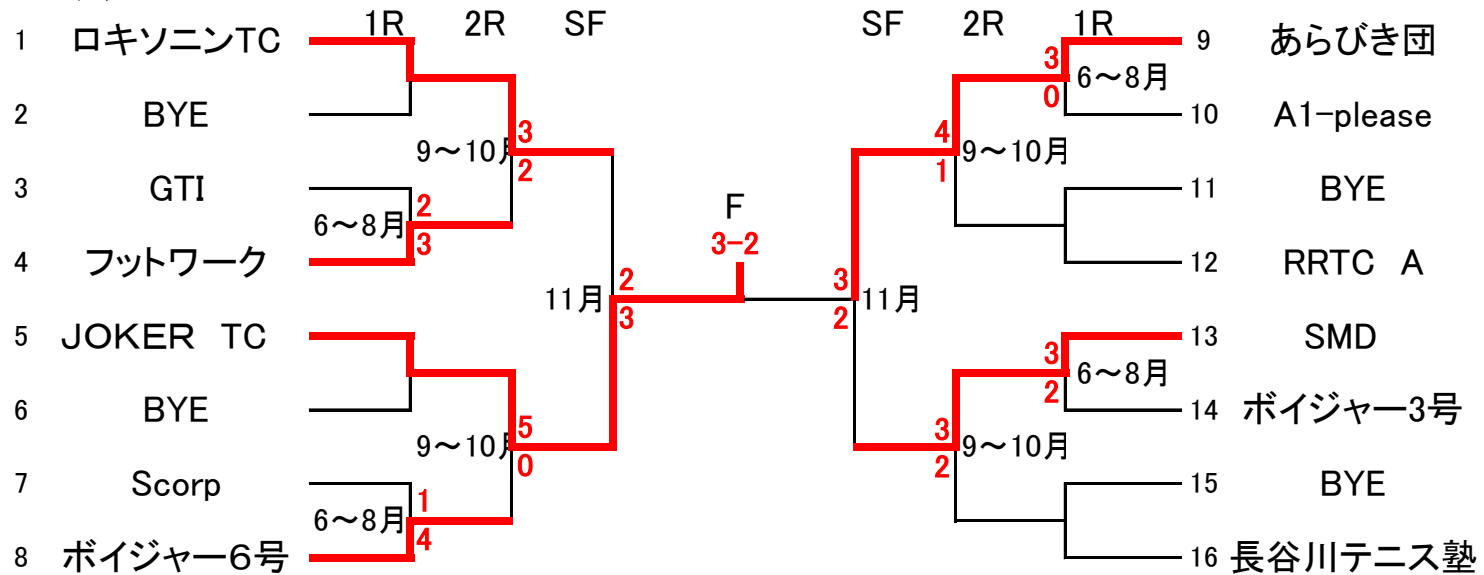 1R 2R SF SF 2R 1R
1 ロキソニンTC 9 あらびき団
3 6～8月
0
2 BYE 10 A1-please
9～10月 3 4 9～10月
2 1
3 GTI 11 BYE
6～8月 2 F
3 3-2
4 フットワーク 12 RRTC A
11月 2 3 11月
3 2
5 JOKER TC 13 SMD
3 6～8月
2
6 BYE 14 ボイジャー3号
9～10月 5 3 9～10月
0 2
7 Scorp 15 BYE
6～8月 1
4
8 ボイジャー6号 16 長谷川テニス塾